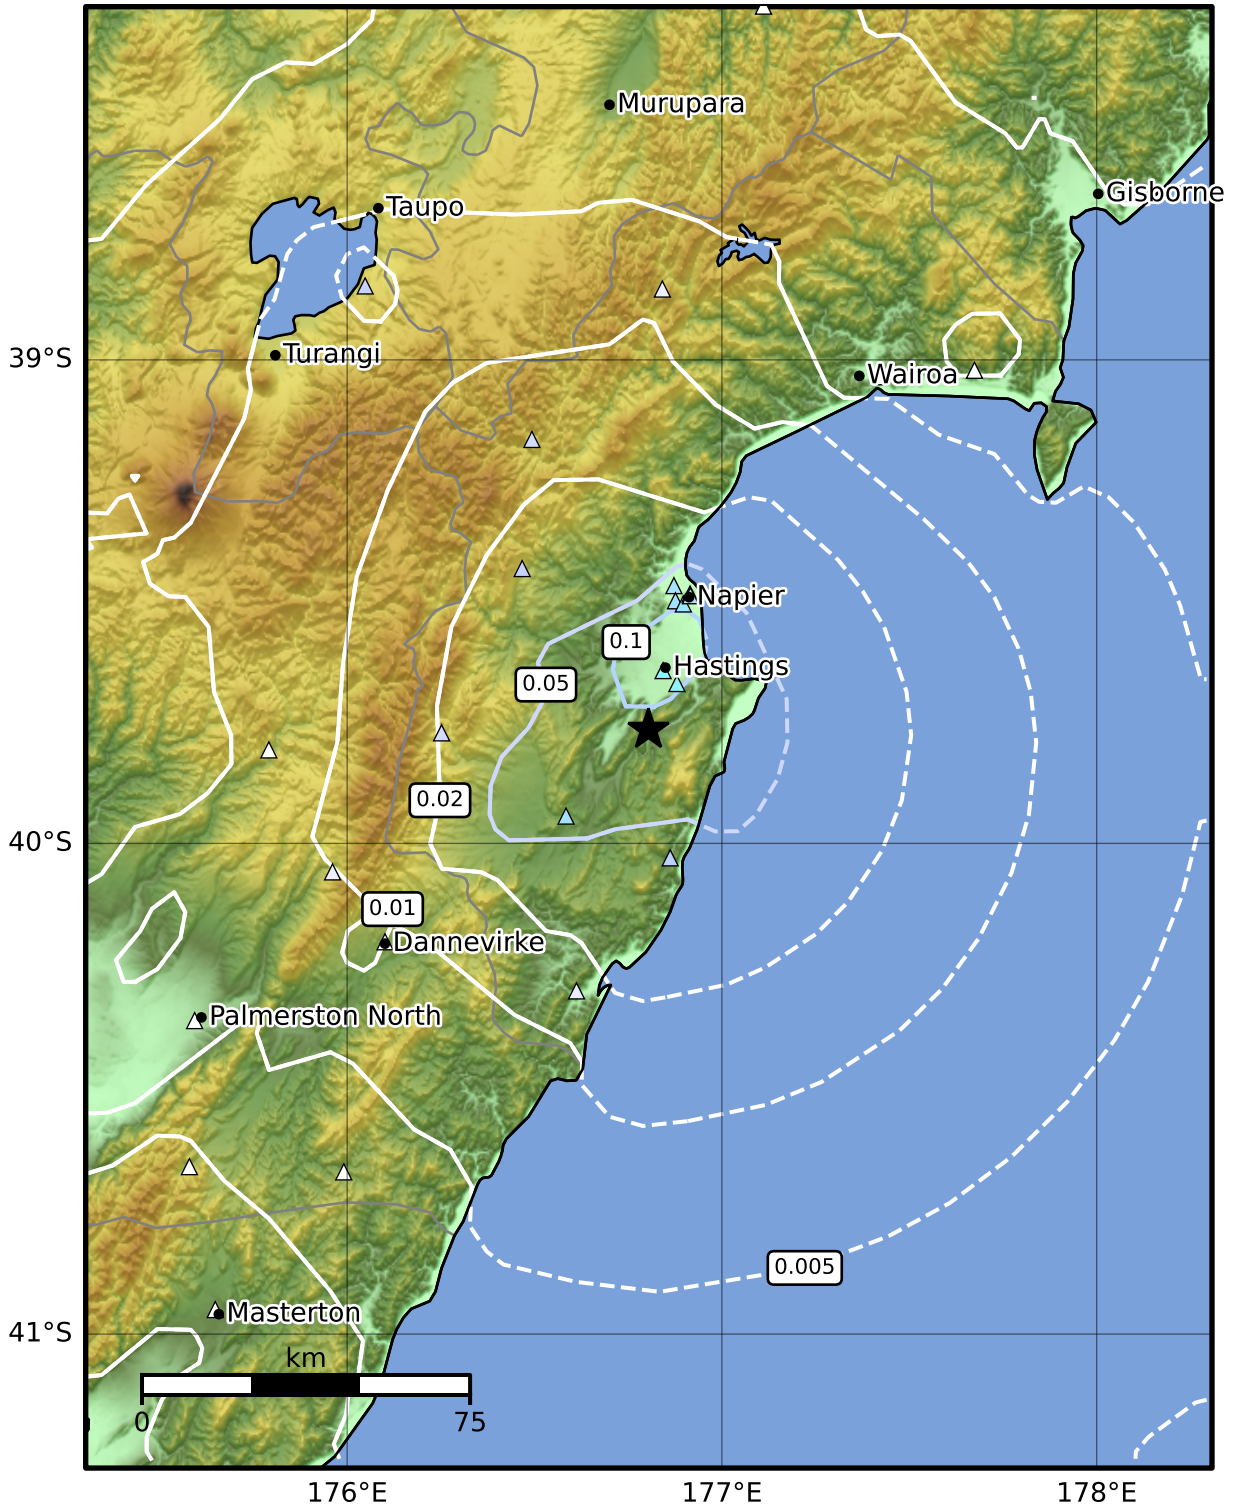 Murupara
Gisborne
Taupo
Turangi
39°S
Wairoa
Napier
0.1
Hastings
0.05
0.02
40°S
0.01
Dannevirke
Palmerston North
0.005
Masterton
41°S
km
0
75
176°E
177°E
178°E